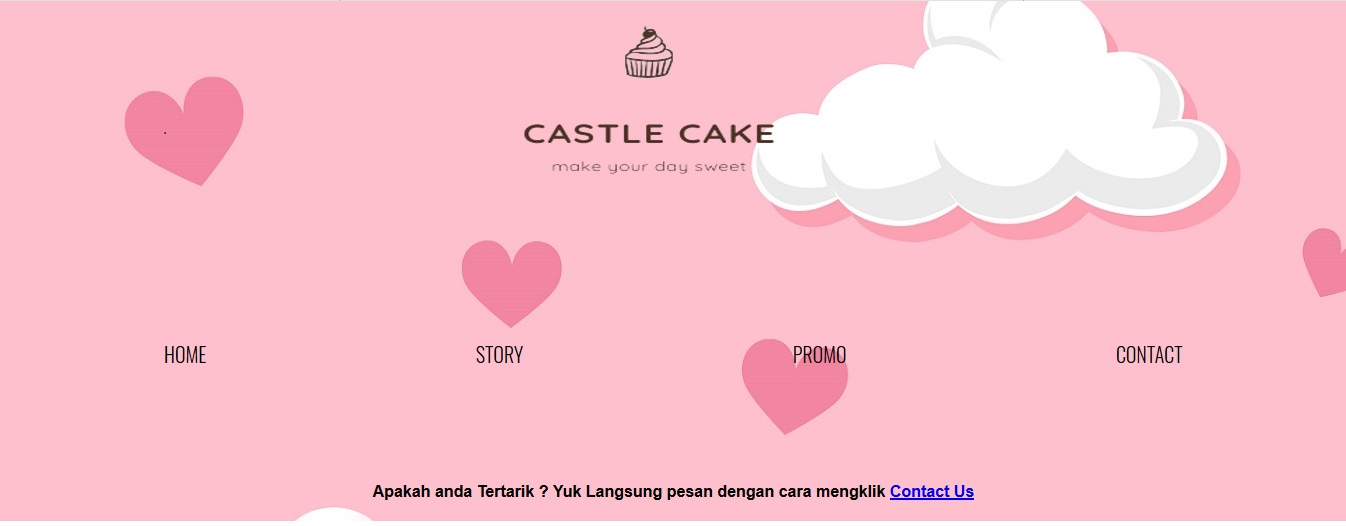 CASTLE CAKE
make your day sweet
HOME STORY PROMO CONTACT
Apakah anda Tertarik ? Yuk Langsung pesan dengan cara mengklik Contact Us